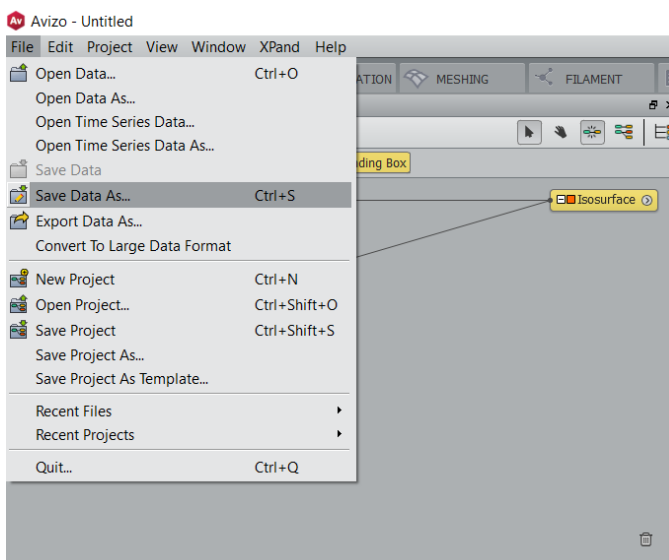 Avizo - Untitled
File Edit Project View Window XPand Help
Open Data... Ctrl+O
MESHING FILAMENT
Open Data As...
Open Time Series Data...
Open Time Series Data As...
Save Data
Save Data As... Ctrl+S
Isosurface
Export Data As...
Convert To Large Data Format
New Project Ctrl+N
Open Project... Ctrl+Shift+O
Save Project Ctrl+Shift+S
Save Project As...
Save Project As Template...
Recent Files
Recent Projects
Quit... Ctrl+Q